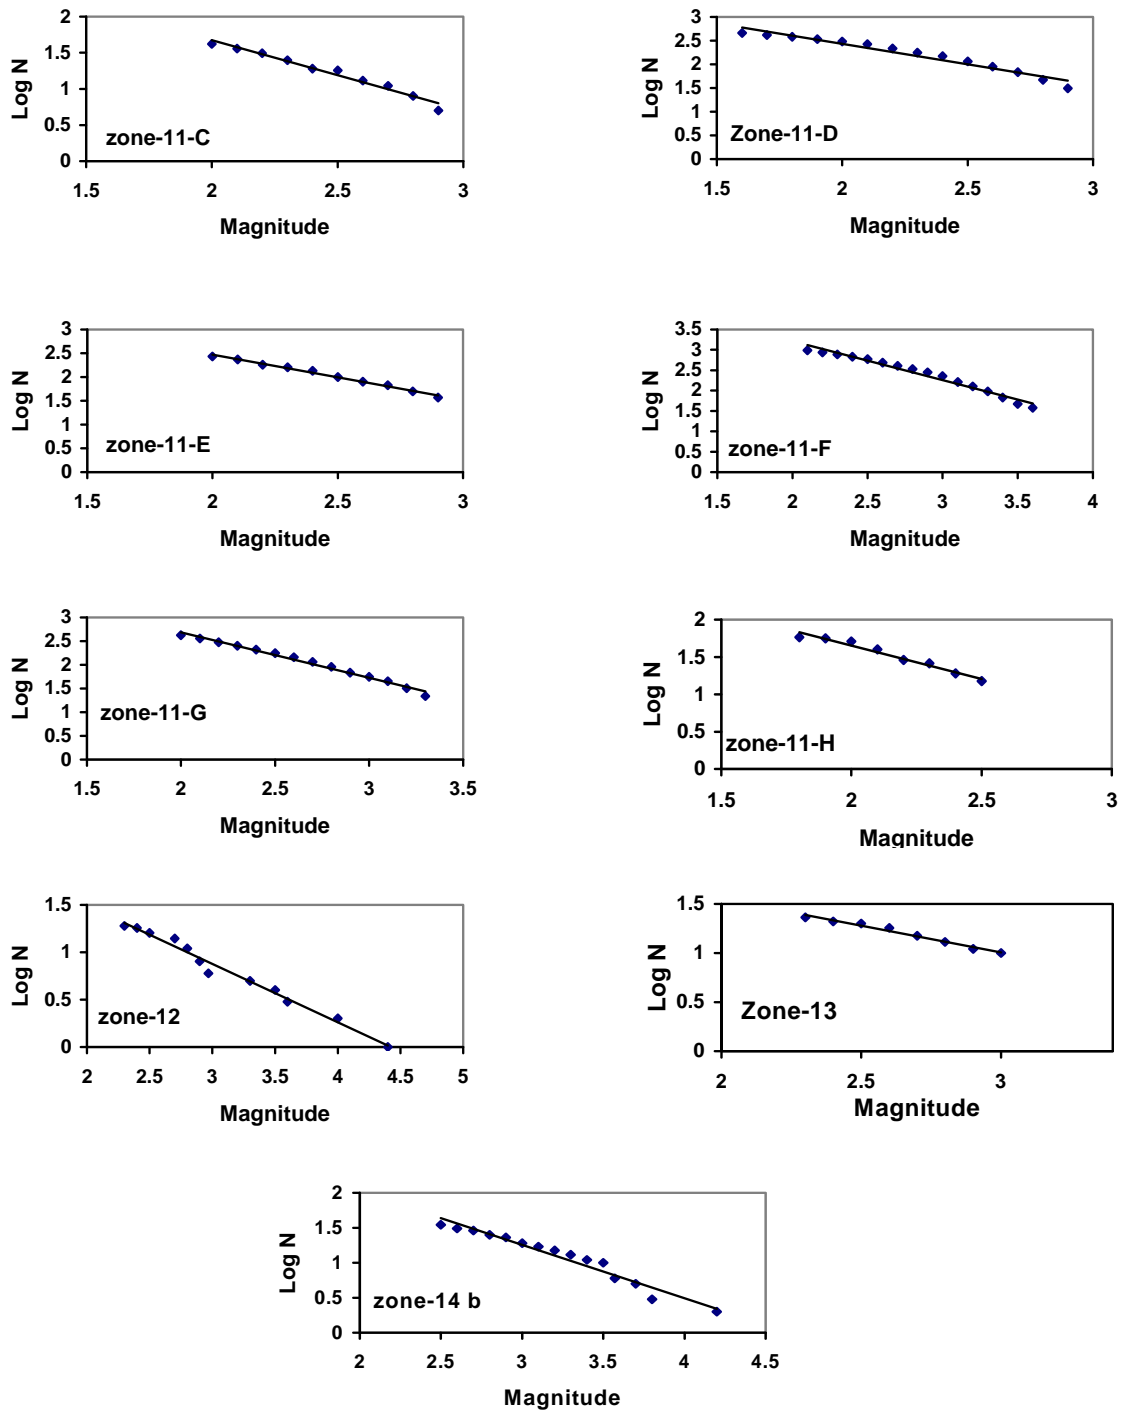 2
1.5
1
0.5
0
Log N
zone-11-C
1.5 2 2.5 3
Magnitude
3
2.5
2
1.5
1
0.5
0
Log N
Zone-11-D
1.5 2 2.5 3
Magnitude
3
2.5
2
1.5
1
0.5
0
Log N
zone-11-E
1.5 2 2.5 3
Magnitude
3.5
3
2.5
2
1.5
1
0.5
0
Log N
zone-11-F
1.5 2 2.5 3 3.5 4
Magnitude
3
2.5
2
1.5
1
0.5
0
Log N
zone-11-G
1.5 2 2.5 3 3.5
Magnitude
2
1.5
1
0.5
0
Log N
zone-11-H
1.5 2 2.5 3
Magnitude
1.5
1
0.5
0
Log N
zone-12
2 2.5 3 3.5 4 4.5 5
Magnitude
1.5
1
0.5
0
Log N
Zone-13
2 2.5 3
Magnitude
2
1.5
1
0.5
0
Log N
zone-14 b
2 2.5 3 3.5 4 4.5
Magnitude